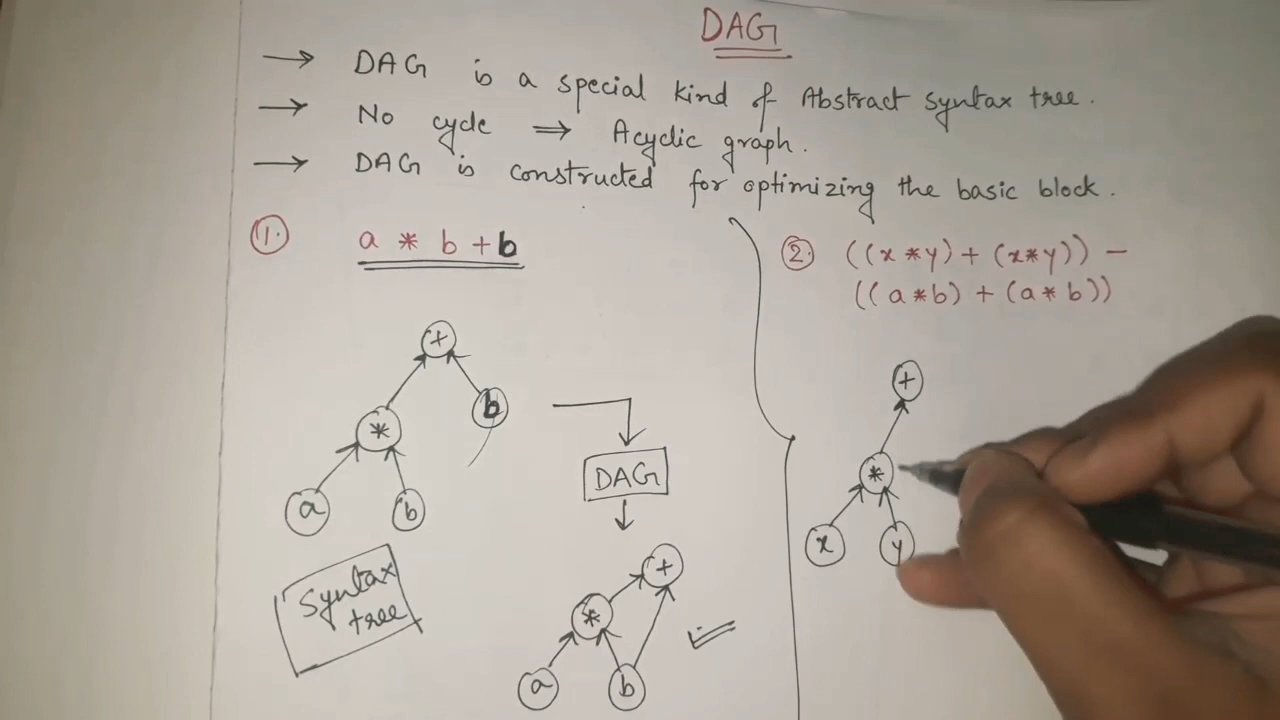 DAG
→ DAG is a special kind of Abstract syntax tree.
→ No cycle ⇒ Acyclic graph.
→ DAG is constructed for optimizing the basic block.
1. a * b + b
+
* b
a b
Syntax
tree
DAG
+
*
a b
2. ((x * y) + (x * y)) -
((a * b) + (a * b))
+
*
x y